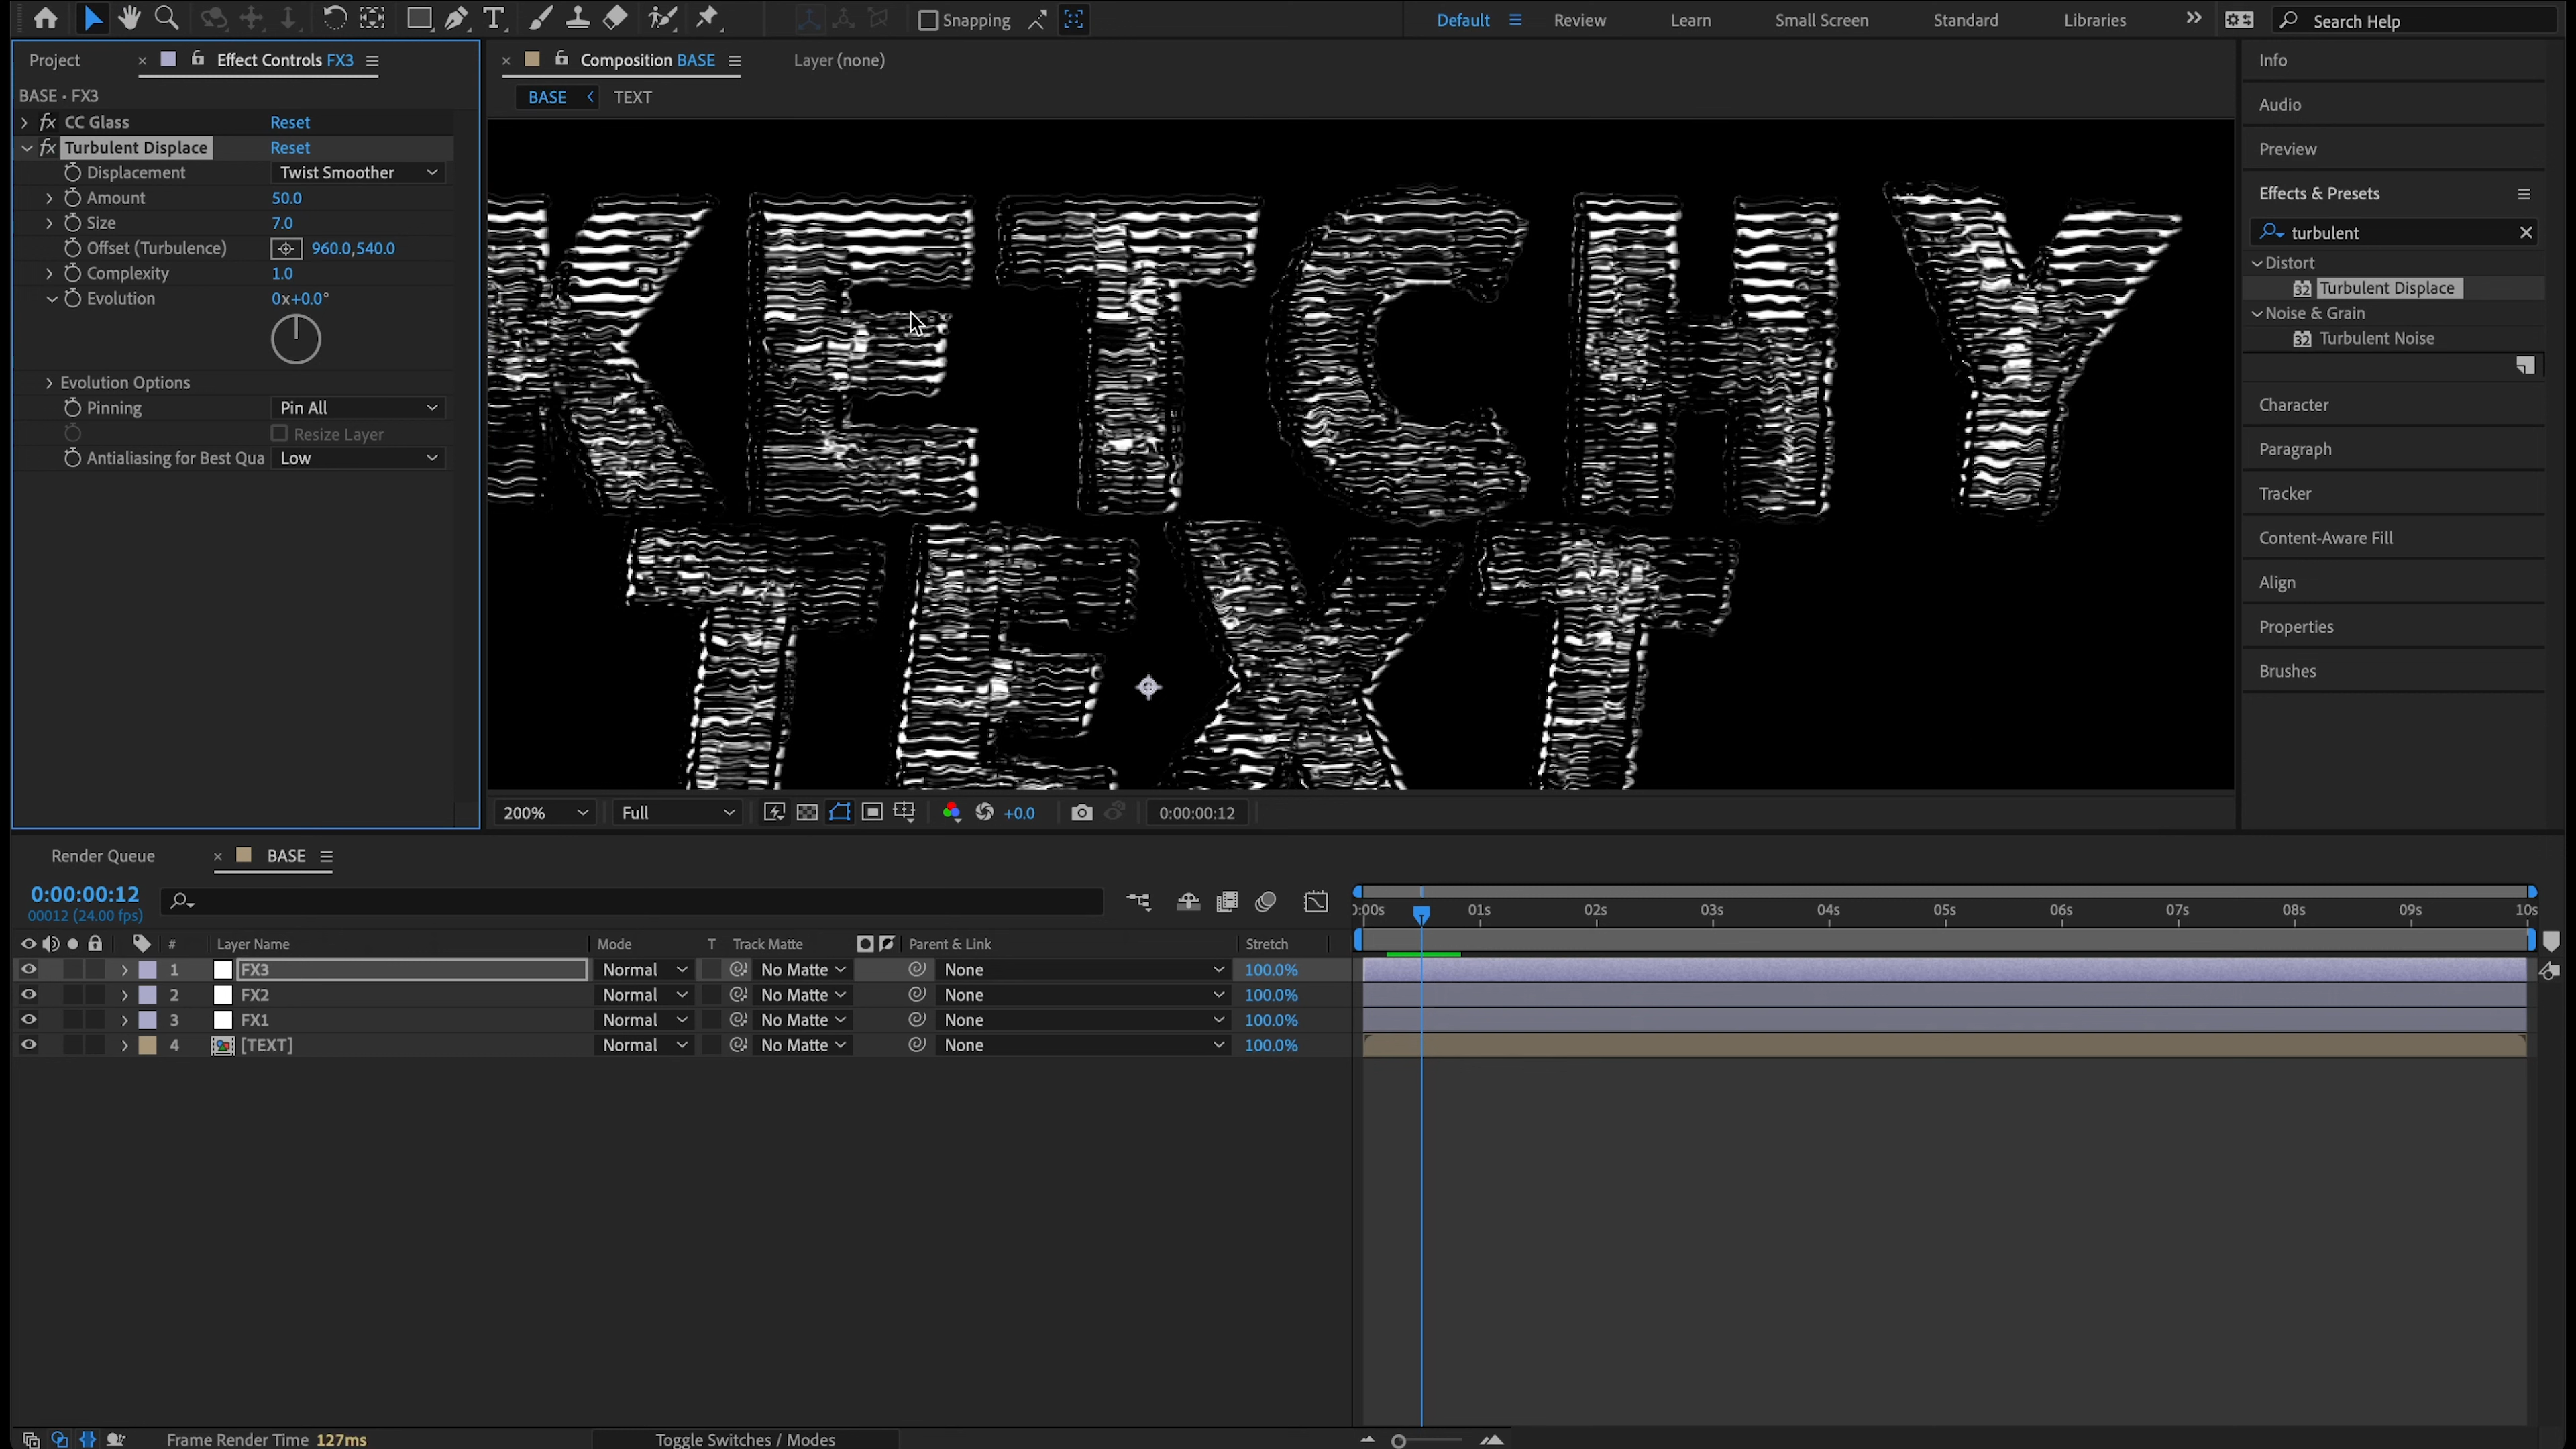 Snapping
Default
Review
Learn
Small Screen
Standard
Libraries
Search Help
Project
Effect Controls FX3
BASE • FX3
fx CC Glass Reset
fx Turbulent Displace Reset
Displacement Twist Smoother
Amount 50.0
Size 7.0
Offset (Turbulence) 960.0,540.0
Complexity 1.0
Evolution 0x+0.0°
Evolution Options
Pinning Pin All
Resize Layer
Antialiasing for Best Qua Low
Composition BASE
Layer (none)
BASE TEXT
KETCHY
TEXT
200% Full +0.0 0:00:00:12
Info
Audio
Preview
Effects & Presets
turbulent
Distort
32 Turbulent Displace
Noise & Grain
32 Turbulent Noise
Character
Paragraph
Tracker
Content-Aware Fill
Align
Properties
Brushes
Render Queue
BASE
0:00:00:12
00012 (24.00 fps)
0:00s 01s 02s 03s 04s 05s 06s 07s 08s 09s 10s
# Layer Name Mode T Track Matte Parent & Link Stretch
1 FX3 Normal No Matte None 100.0%
2 FX2 Normal No Matte None 100.0%
3 FX1 Normal No Matte None 100.0%
4 [TEXT] Normal No Matte None 100.0%
Frame Render Time 127ms
Toggle Switches / Modes